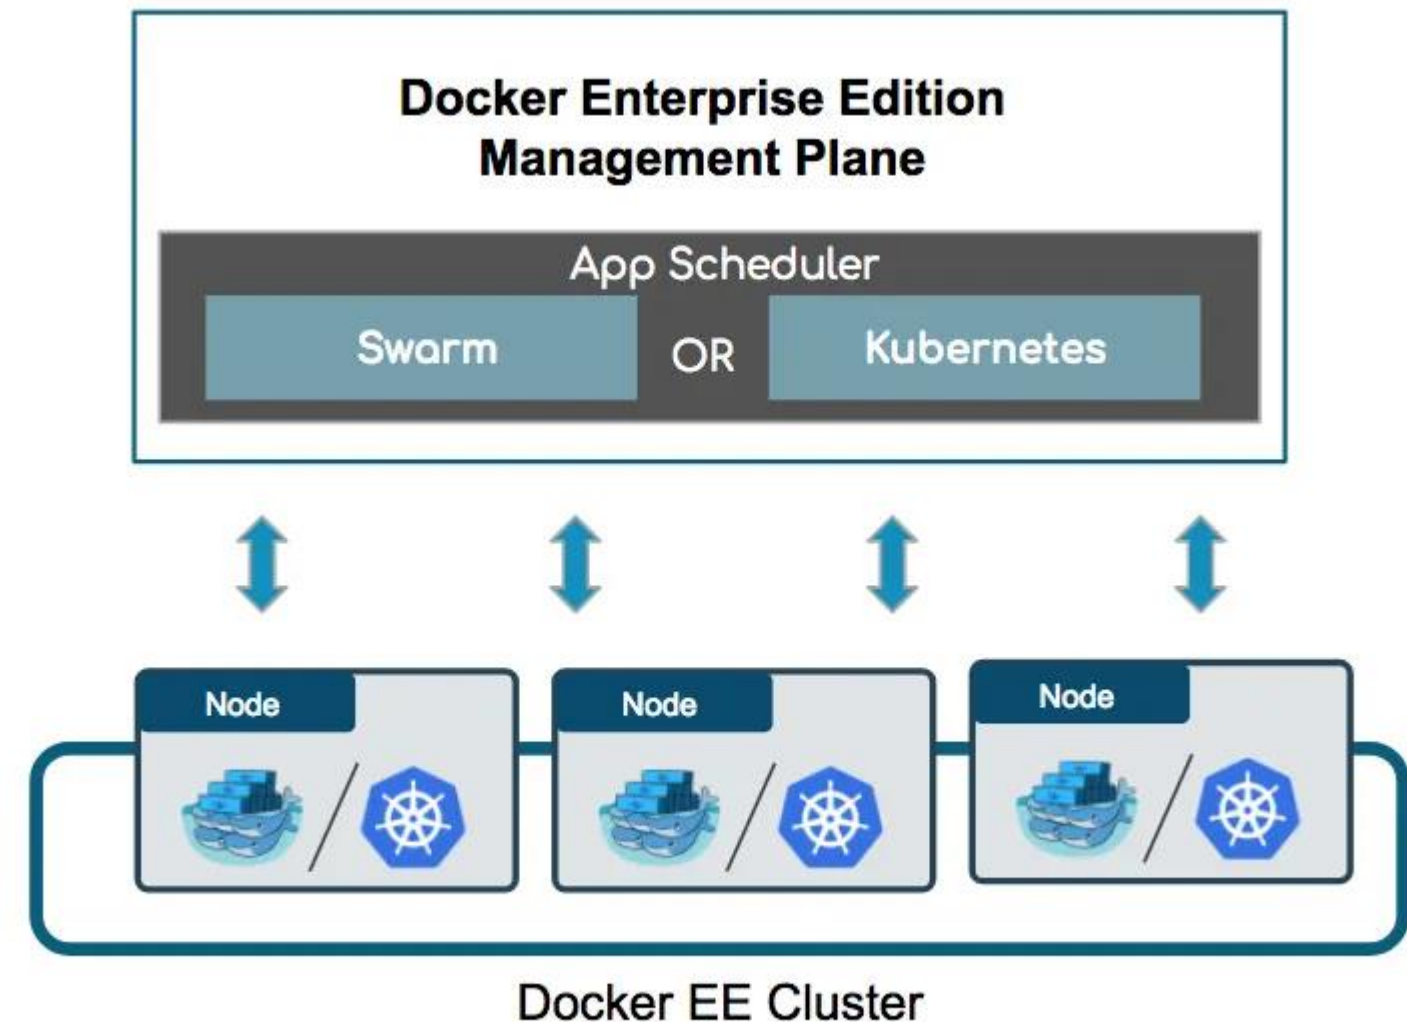 Docker Enterprise Edition
Management Plane
App Scheduler
Swarm OR Kubernetes
Node Node Node
Docker EE Cluster